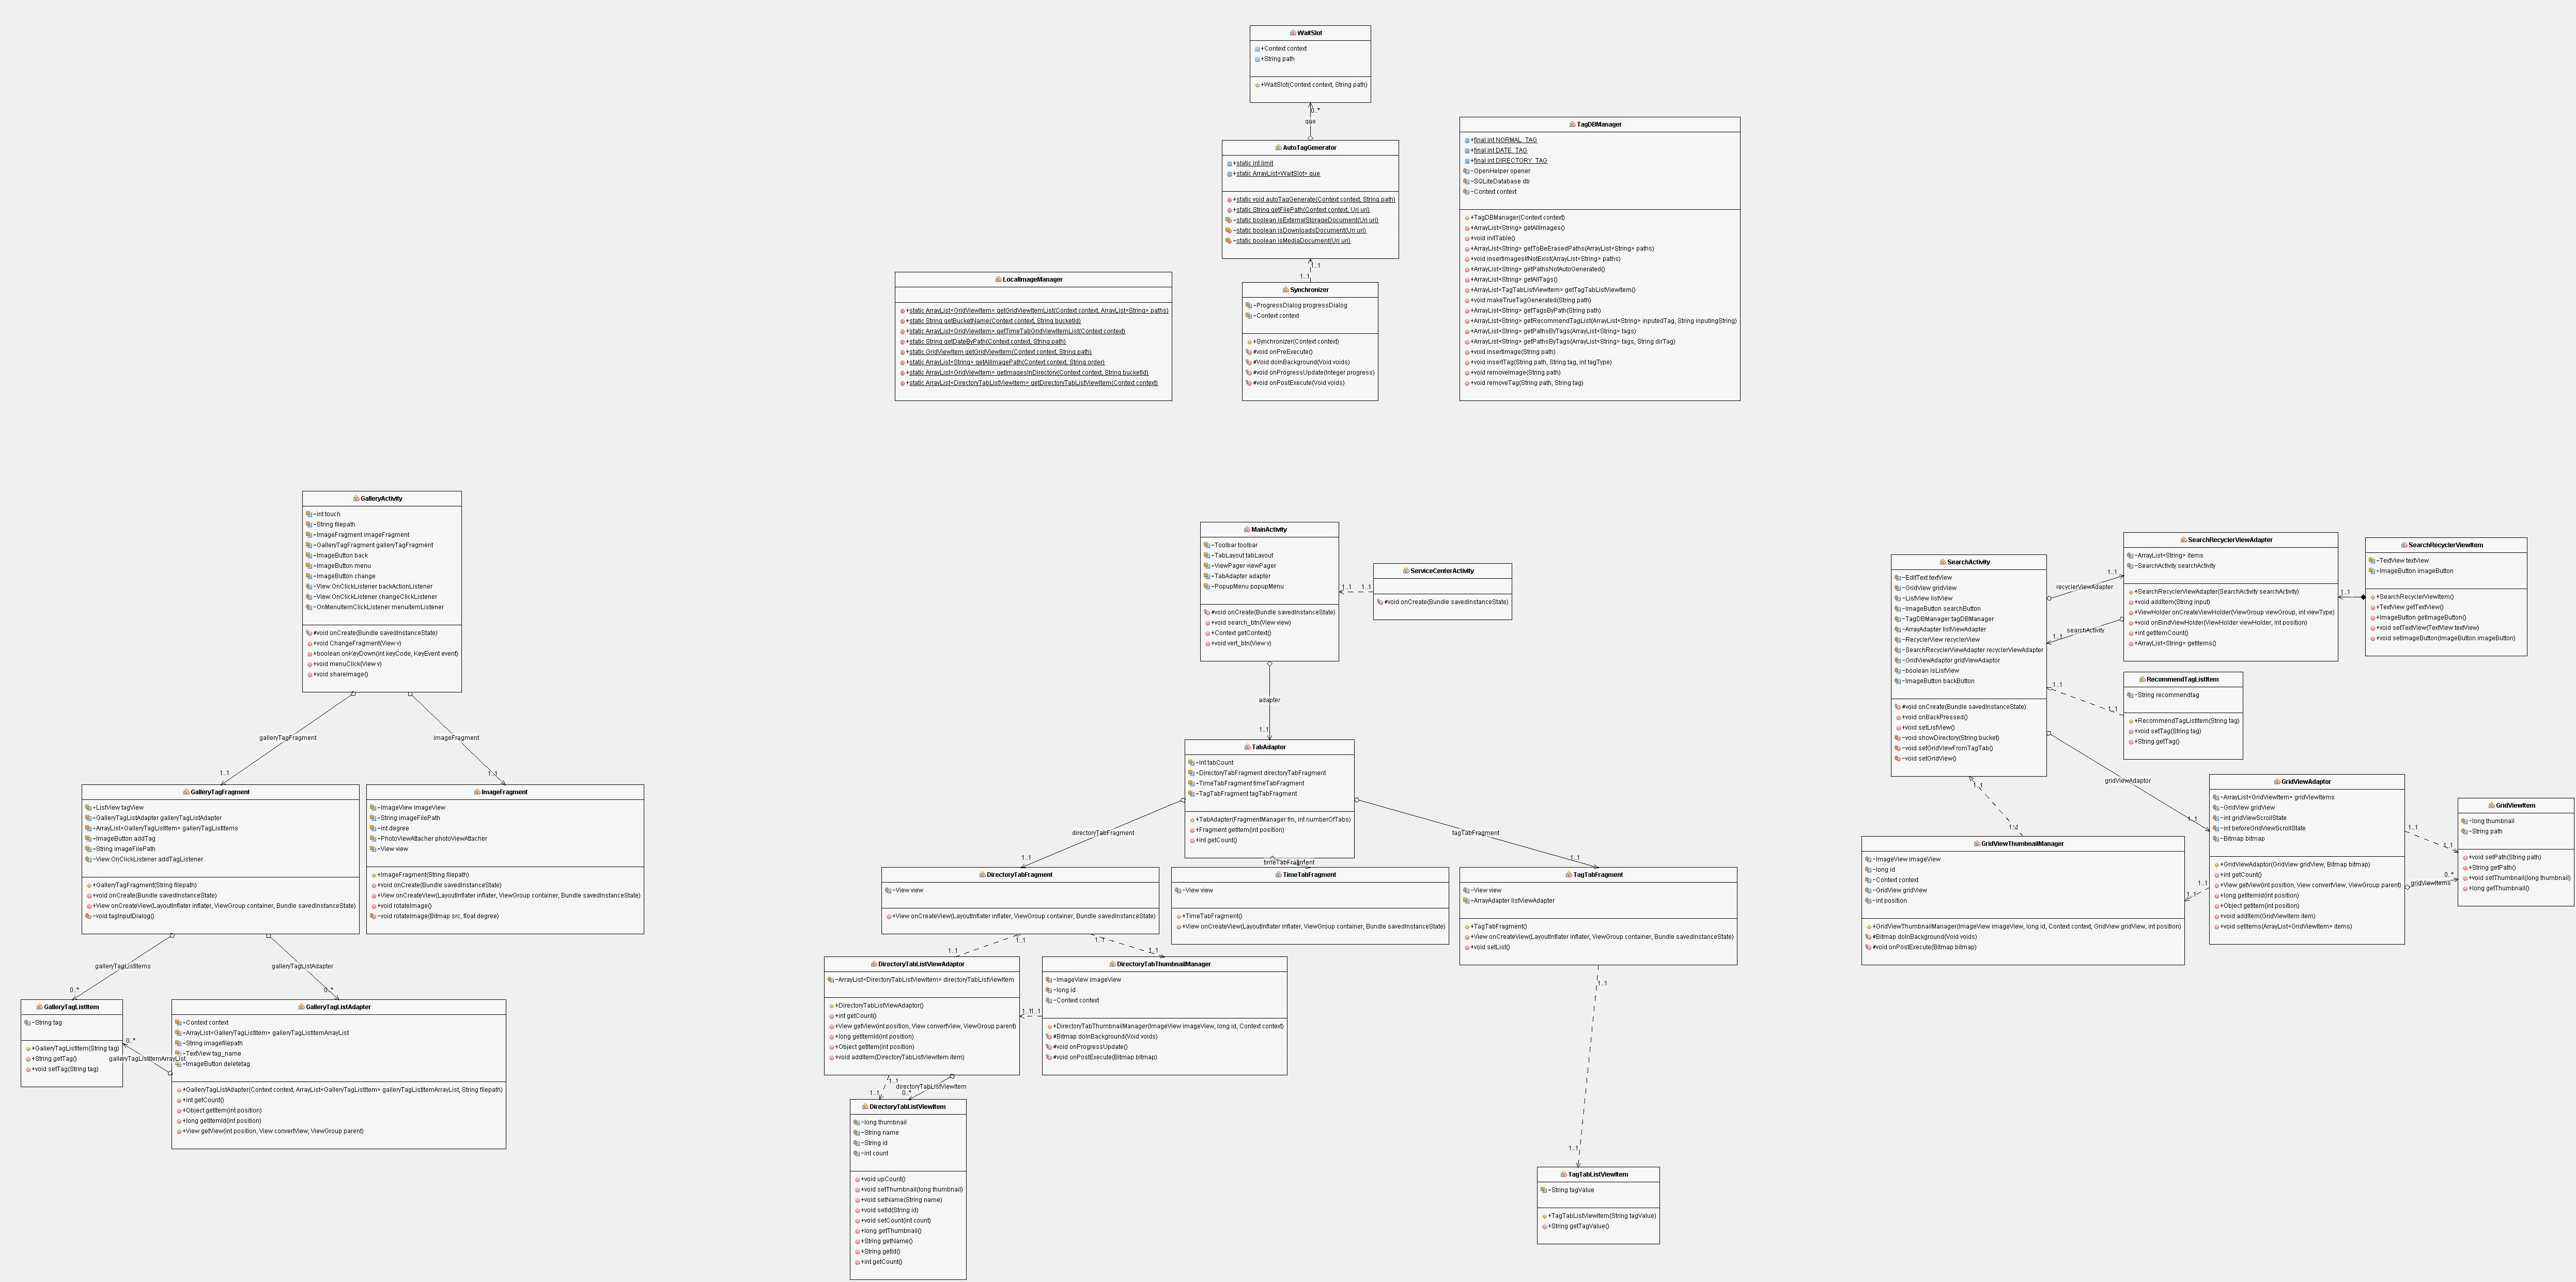 WaitSlot
+Context context
+String path
+WaitSlot(Context context, String path)
0..*
que
AutoTagGenerator
+static int limit
+static ArrayList<WaitSlot> que
+static void autoTagGenerate(Context context, String path)
+static String getFilePath(Context context, Uri uri)
-static boolean isExternalStorageDocument(Uri uri)
-static boolean isDownloadsDocument(Uri uri)
-static boolean isMediaDocument(Uri uri)
1..1
1..1
Synchronizer
-ProgressDialog progressDialog
-Context context
+Synchronizer(Context context)
#void onPreExecute()
#Void doInBackground(Void voids)
#void onProgressUpdate(Integer progress)
#void onPostExecute(Void voids)
TagDBManager
+final int NORMAL_TAG
+final int DATE_TAG
+final int DIRECTORY_TAG
-OpenHelper opener
-SQLiteDatabase db
-Context context
+TagDBManager(Context context)
+ArrayList<String> getAllImages()
+void initTable()
+ArrayList<String> getToBeErasedPaths(ArrayList<String> paths)
+void insertImagesIfNotExist(ArrayList<String> paths)
+ArrayList<String> getPathsNotAutoGenerated()
+ArrayList<String> getAllTags()
+ArrayList<TagTabListViewItem> getTagTabListViewItem()
+void makeTrueTagGenerated(String path)
+ArrayList<String> getTagsByPath(String path)
+ArrayList<String> getRecommendTagList(ArrayList<String> inputedTag, String inputingString)
+ArrayList<String> getPathsByTags(ArrayList<String> tags)
+ArrayList<String> getPathsByTags(ArrayList<String> tags, String dirTag)
+void insertImage(String path)
+void insertTag(String path, String tag, int tagType)
+void removeImage(String path)
+void removeTag(String path, String tag)
LocalImageManager
+static ArrayList<GridViewItem> getGridViewItemList(Context context, ArrayList<String> paths)
+static String getBucketName(Context context, String bucketId)
+static ArrayList<GridViewItem> getTimeTabGridViewItemList(Context context)
+static String getDateByPath(Context context, String path)
+static GridViewItem getGridViewItem(Context context, String path)
+static ArrayList<String> getAllImagePath(Context context, String order)
+static ArrayList<GridViewItem> getImagesInDirectory(Context context, String bucketId)
+static ArrayList<DirectoryTabListViewItem> getDirectoryTabListViewItem(Context context)
GalleryActivity
-int touch
-String filepath
-ImageFragment imageFragment
-GalleryTagFragment galleryTagFragment
-ImageButton back
-ImageButton menu
-ImageButton change
-View.OnClickListener backActionListener
-View.OnClickListener changeClickListener
-OnMenuItemClickListener menuitemListener
#void onCreate(Bundle savedInstanceState)
+void ChangeFragment(View v)
+boolean onKeyDown(int keyCode, KeyEvent event)
+void menuClick(View v)
+void shareImage()
galleryTagFragment
1..1
imageFragment
1..1
GalleryTagFragment
-ListView tagView
-GalleryTagListAdapter galleryTagListAdapter
-ArrayList<GalleryTagListItem> galleryTagListItems
-ImageButton addTag
-String imageFilePath
-View.OnClickListener addTagListener
+GalleryTagFragment(String filepath)
+void onCreate(Bundle savedInstanceState)
+View onCreateView(LayoutInflater inflater, ViewGroup container, Bundle savedInstanceState)
-void tagInputDialog()
ImageFragment
-ImageView imageView
-String imageFilePath
-int degree
-PhotoViewAttacher photoViewAttacher
-View view
+ImageFragment(String filepath)
+void onCreate(Bundle savedInstanceState)
+View onCreateView(LayoutInflater inflater, ViewGroup container, Bundle savedInstanceState)
+void rotateImage()
-void rotateImage(Bitmap src, float degree)
galleryTagListItems
0..*
galleryTagListAdapter
0..*
GalleryTagListItem
-String tag
+GalleryTagListItem(String tag)
+String getTag()
+void setTag(String tag)
0..*
galleryTagListItemArrayList
GalleryTagListAdapter
-Context context
-ArrayList<GalleryTagListItem> galleryTagListItemArrayList
-String imagefilepath
-TextView tag_name
-ImageButton deletetag
+GalleryTagListAdapter(Context context, ArrayList<GalleryTagListItem> galleryTagListItemArrayList, String filepath)
+int getCount()
+Object getItem(int position)
+long getItemId(int position)
+View getView(int position, View convertView, ViewGroup parent)
MainActivity
-Toolbar toolbar
-TabLayout tabLayout
-ViewPager viewPager
-TabAdapter adapter
-PopupMenu popupMenu
#void onCreate(Bundle savedInstanceState)
+void search_btn(View view)
+Context getContext()
+void vert_btn(View v)
1..1
1..1
ServiceCenterActivity
#void onCreate(Bundle savedInstanceState)
adapter
1..1
TabAdapter
-int tabCount
-DirectoryTabFragment directoryTabFragment
-TimeTabFragment timeTabFragment
-TagTabFragment tagTabFragment
+TabAdapter(FragmentManager fm, int numberOfTabs)
+Fragment getItem(int position)
+int getCount()
directoryTabFragment
1..1
timeTabFragment
tagTabFragment
1..1
DirectoryTabFragment
-View view
+View onCreateView(LayoutInflater inflater, ViewGroup container, Bundle savedInstanceState)
TimeTabFragment
-View view
+TimeTabFragment()
+View onCreateView(LayoutInflater inflater, ViewGroup container, Bundle savedInstanceState)
TagTabFragment
-View view
-ArrayAdapter listViewAdapter
+TagTabFragment()
+View onCreateView(LayoutInflater inflater, ViewGroup container, Bundle savedInstanceState)
+void setList()
1..1
1..1
1..1
1..1
DirectoryTabListViewAdaptor
-ArrayList<DirectoryTabListViewItem> directoryTabListViewItem
+DirectoryTabListViewAdaptor()
+int getCount()
+View getView(int position, View convertView, ViewGroup parent)
+long getItemId(int position)
+Object getItem(int position)
+void addItem(DirectoryTabListViewItem item)
1..1
1..1
DirectoryTabThumbnailManager
-ImageView imageView
-long id
-Context context
+DirectoryTabThumbnailManager(ImageView imageView, long id, Context context)
#Bitmap doInBackground(Void voids)
#void onProgressUpdate()
#void onPostExecute(Bitmap bitmap)
1..1
directoryTabListViewItem
1..1
0..*
DirectoryTabListViewItem
-long thumbnail
-String name
-String id
-int count
+void upCount()
+void setThumbnail(long thumbnail)
+void setName(String name)
+void setId(String id)
+void setCount(int count)
+long getThumbnail()
+String getName()
+String getId()
+int getCount()
1..1
1..1
TagTabListViewItem
-String tagValue
+TagTabListViewItem(String tagValue)
+String getTagValue()
SearchActivity
-EditText textView
-GridView gridView
-ListView listView
-ImageButton searchButton
-TagDBManager tagDBManager
-ArrayAdapter listViewAdapter
-RecyclerView recyclerView
-SearchRecyclerViewAdapter recyclerViewAdapter
-GridViewAdaptor gridViewAdaptor
-boolean isListView
-ImageButton backButton
#void onCreate(Bundle savedInstanceState)
+void onBackPressed()
+void setListView()
-void showDirectory(String bucket)
-void setGridViewFromTagTab()
-void setGridView()
1..1
recyclerViewAdapter
searchActivity
1..1
SearchRecyclerViewAdapter
-ArrayList<String> items
-SearchActivity searchActivity
+SearchRecyclerViewAdapter(SearchActivity searchActivity)
+void addItem(String input)
+ViewHolder onCreateViewHolder(ViewGroup viewGroup, int viewType)
+void onBindViewHolder(ViewHolder viewHolder, int position)
+int getItemCount()
+ArrayList<String> getItems()
1..1
SearchRecyclerViewItem
-TextView textView
-ImageButton imageButton
+SearchRecyclerViewItem()
+TextView getTextView()
+ImageButton getImageButton()
+void setTextView(TextView textView)
+void setImageButton(ImageButton imageButton)
1..1
1..1
RecommendTagListItem
-String recommendtag
+RecommendTagListItem(String tag)
+void setTag(String tag)
+String getTag()
gridViewAdaptor
1..1
1..1
1..1
GridViewThumbnailManager
-ImageView imageView
-long id
-Context context
-GridView gridView
-int position
+GridViewThumbnailManager(ImageView imageView, long id, Context context, GridView gridView, int position)
#Bitmap doInBackground(Void voids)
#void onPostExecute(Bitmap bitmap)
1..1
1..1
GridViewAdaptor
-ArrayList<GridViewItem> gridViewItems
-GridView gridView
-int gridViewScrollState
-int beforeGridViewScrollState
-Bitmap bitmap
+GridViewAdaptor(GridView gridView, Bitmap bitmap)
+int getCount()
+View getView(int position, View convertView, ViewGroup parent)
+long getItemId(int position)
+Object getItem(int position)
+void addItem(GridViewItem item)
+void setItems(ArrayList<GridViewItem> items)
1..1
1..1
0..*
gridViewItems
GridViewItem
-long thumbnail
-String path
+void setPath(String path)
+String getPath()
+void setThumbnail(long thumbnail)
+long getThumbnail()